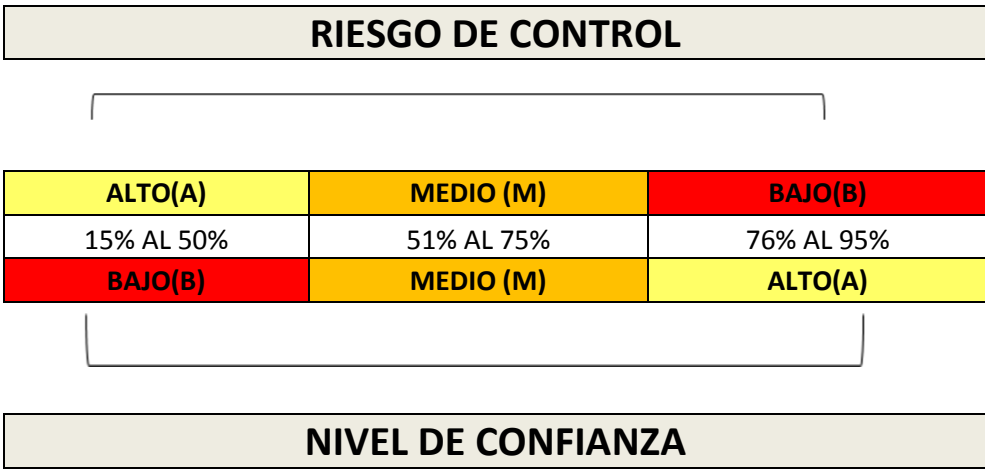 RIESGO DE CONTROL
ALTO(A) MEDIO (M) BAJO(B)
15% AL 50% 51% AL 75% 76% AL 95%
BAJO(B) MEDIO (M) ALTO(A)
NIVEL DE CONFIANZA